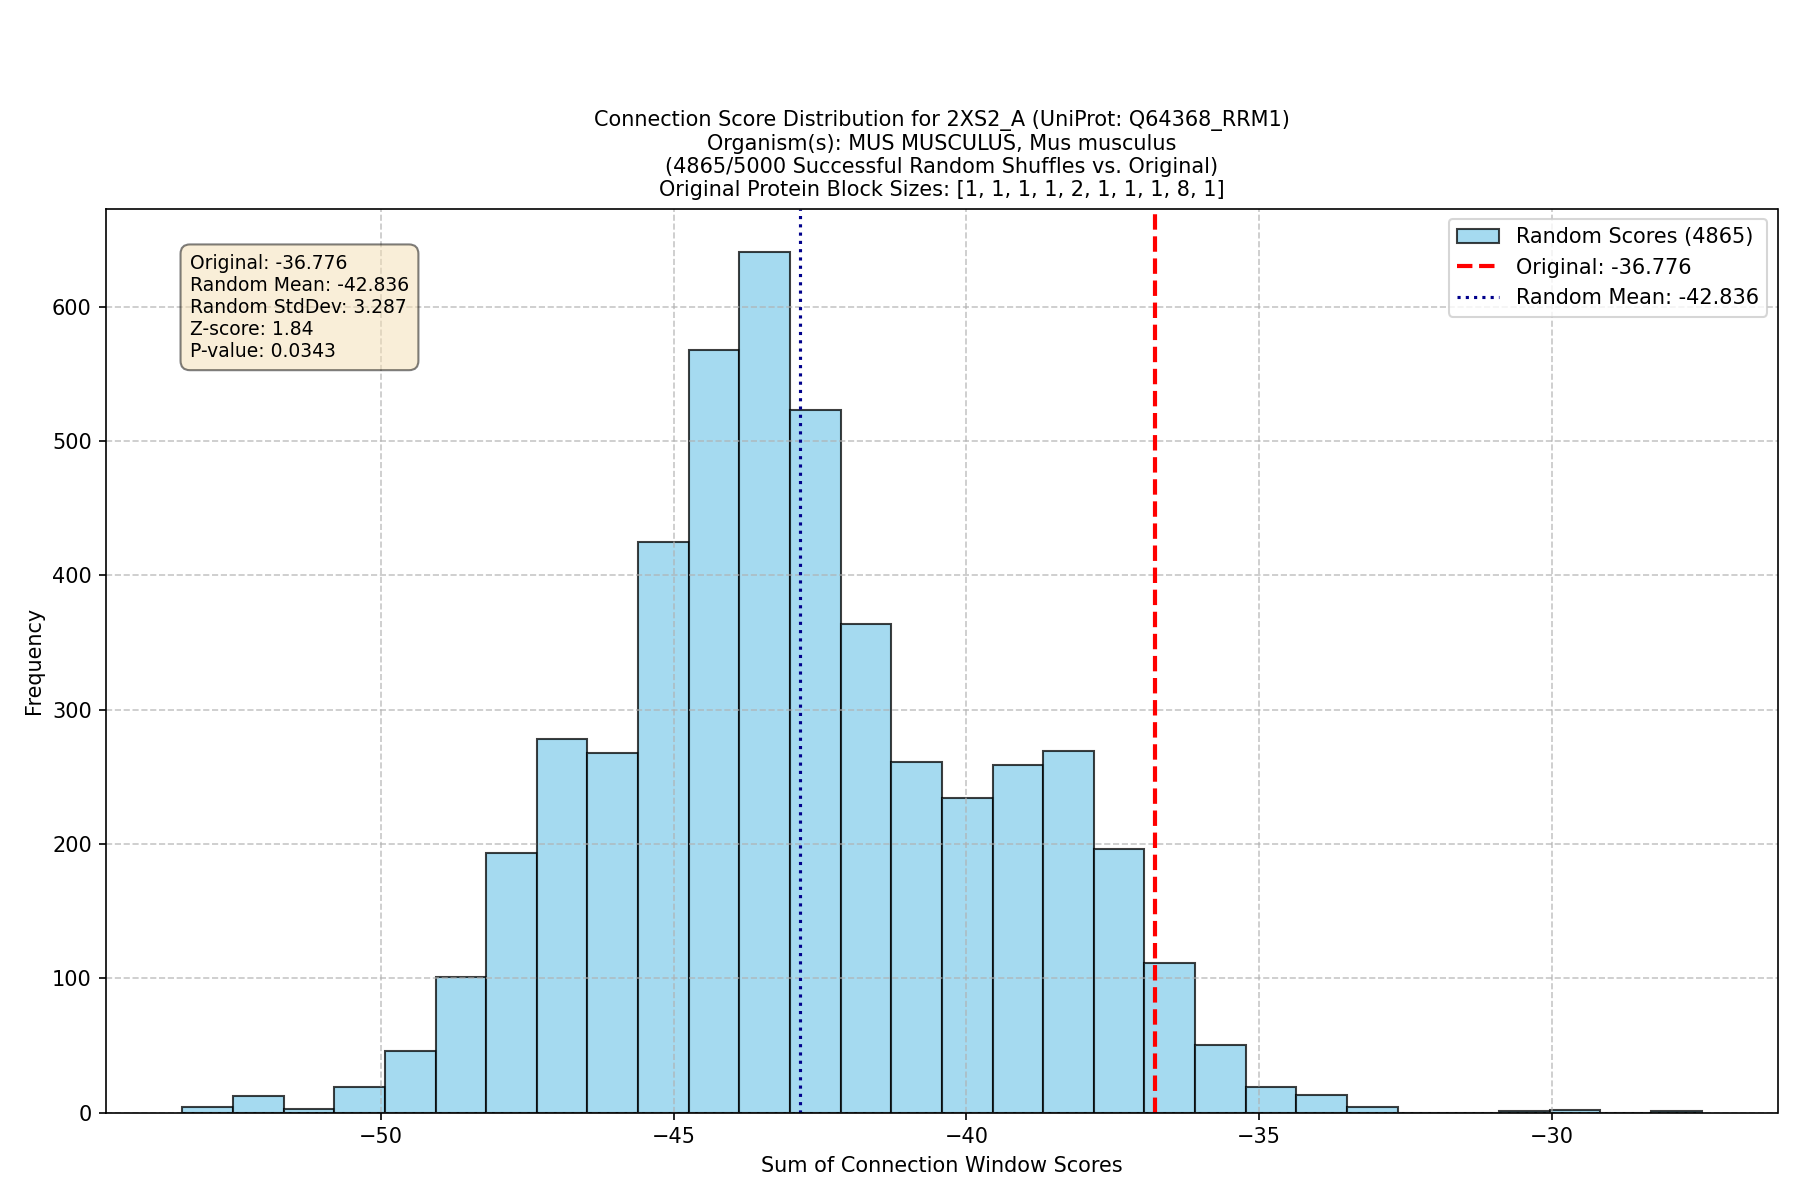 Connection Score Distribution for 2XS2_A (UniProt: Q64368_RRM1)
Organism(s): MUS MUSCULUS, Mus musculus
(4865/5000 Successful Random Shuffles vs. Original)
Original Protein Block Sizes: [1, 1, 1, 1, 2, 1, 1, 1, 8, 1]
Original: -36.776
Random Mean: -42.836
Random StdDev: 3.287
Z-score: 1.84
P-value: 0.0343
Random Scores (4865)
Original: -36.776
Random Mean: -42.836
Frequency
600
500
400
300
200
100
0
−50
−45
−40
−35
−30
Sum of Connection Window Scores